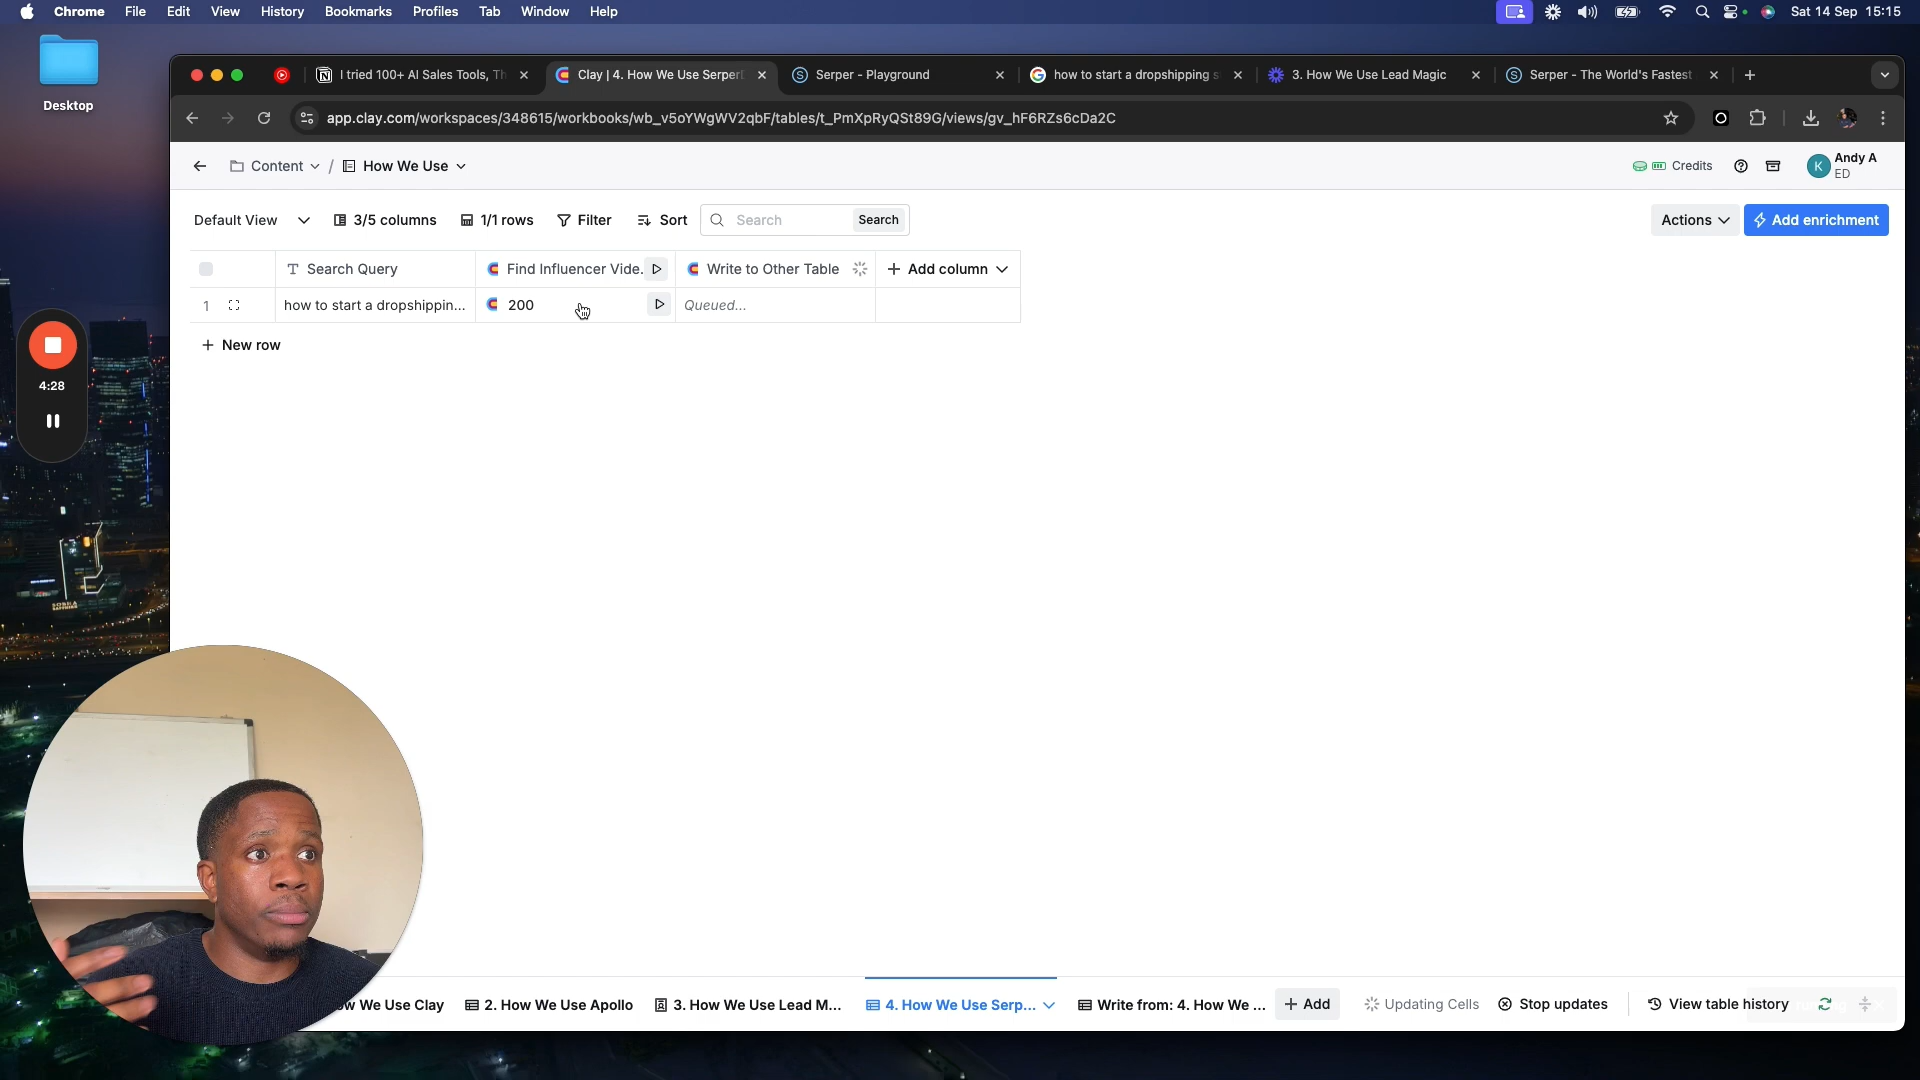 Chrome File Edit View History Bookmarks Profiles Tab Window Help Sat 14 Sep 15:15
Desktop
I tried 100+ AI Sales Tools, Th
Clay | 4. How We Use Serper
Serper - Playground
how to start a dropshipping s
3. How We Use Lead Magic
Serper - The World's Fastest
app.clay.com/workspaces/348615/workbooks/wb_v5oYWgWV2qbF/tables/t_PmXpRyQSt89G/views/gv_hF6RZs6cDa2C
Content / How We Use
Credits
K
Andy A
ED
Default View 3/5 columns 1/1 rows Filter Sort Search Search Actions Add enrichment
Search Query Find Influencer Vide. Write to Other Table + Add column
1 how to start a dropshippin... 200 Queued...
+ New row
4:28
SOBHA
w We Use Clay 2. How We Use Apollo 3. How We Use Lead M... 4. How We Use Serp... Write from: 4. How We ... + Add Updating Cells Stop updates View table history